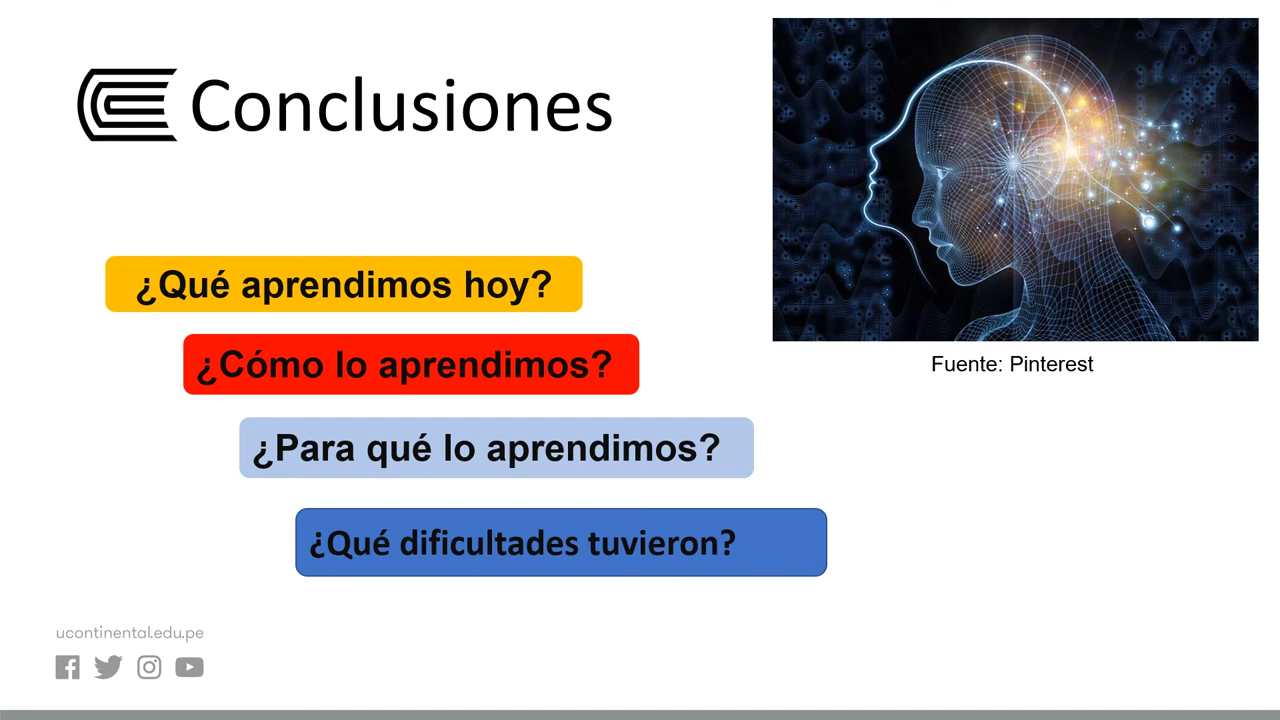 Conclusiones
¿Qué aprendimos hoy?
¿Cómo lo aprendimos?
¿Para qué lo aprendimos?
¿Qué dificultades tuvieron?
Fuente: Pinterest
ucontinental.edu.pe